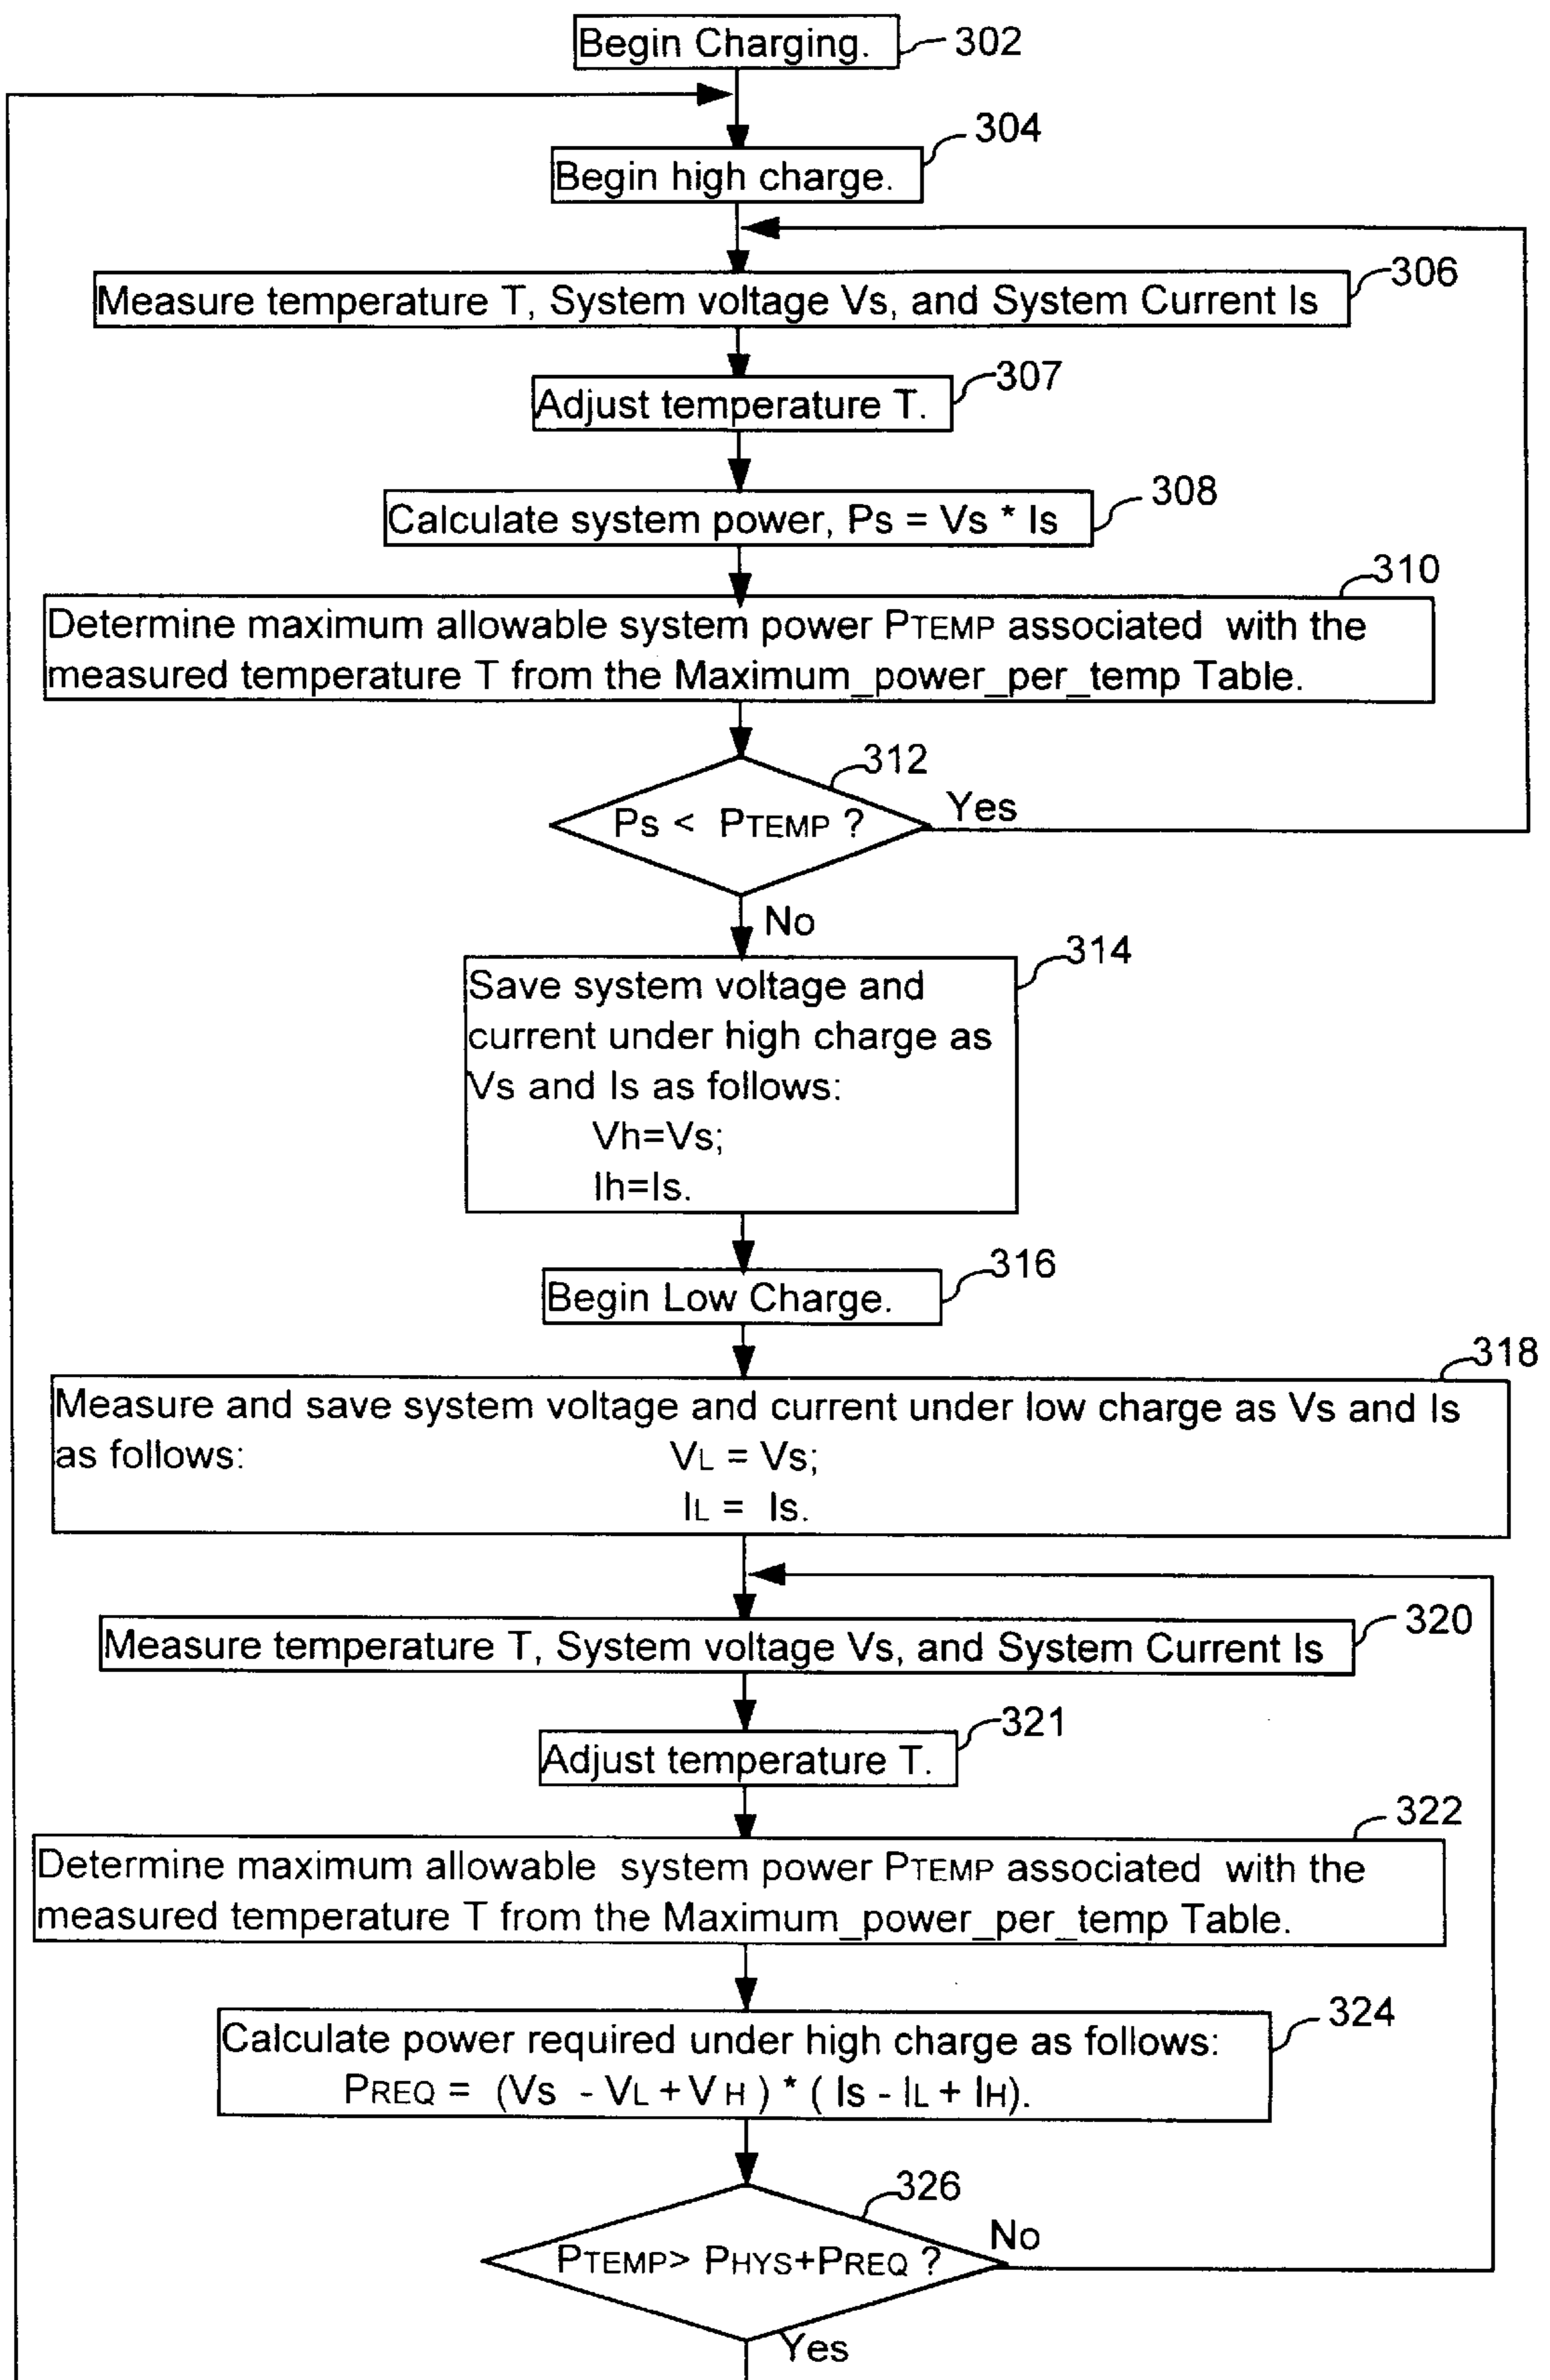 Begin Charging.
302
304
Begin high charge.
306
Measure temperature T, System voltage Vs, and System Current Is
307
Adjust temperature T.
308
Calculate system power, Ps = Vs * Is
310
Determine maximum allowable system power PTEMP associated with the
measured temperature T from the Maximum_power_per_temp Table.
312
Ps < PTEMP ?
Yes
No
314
Save system voltage and
current under high charge as
Vs and Is as follows:
Vh=Vs;
Ih=Is.
316
Begin Low Charge.
318
Measure and save system voltage and current under low charge as Vs and Is
as follows: VL = Vs;
IL = Is.
320
Measure temperature T, System voltage Vs, and System Current Is
321
Adjust temperature T.
322
Determine maximum allowable system power PTEMP associated with the
measured temperature T from the Maximum_power_per_temp Table.
324
Calculate power required under high charge as follows:
PREQ = (Vs - VL + VH ) * ( Is - IL + IH).
326
PTEMP> PHYS+PREQ ?
No
Yes